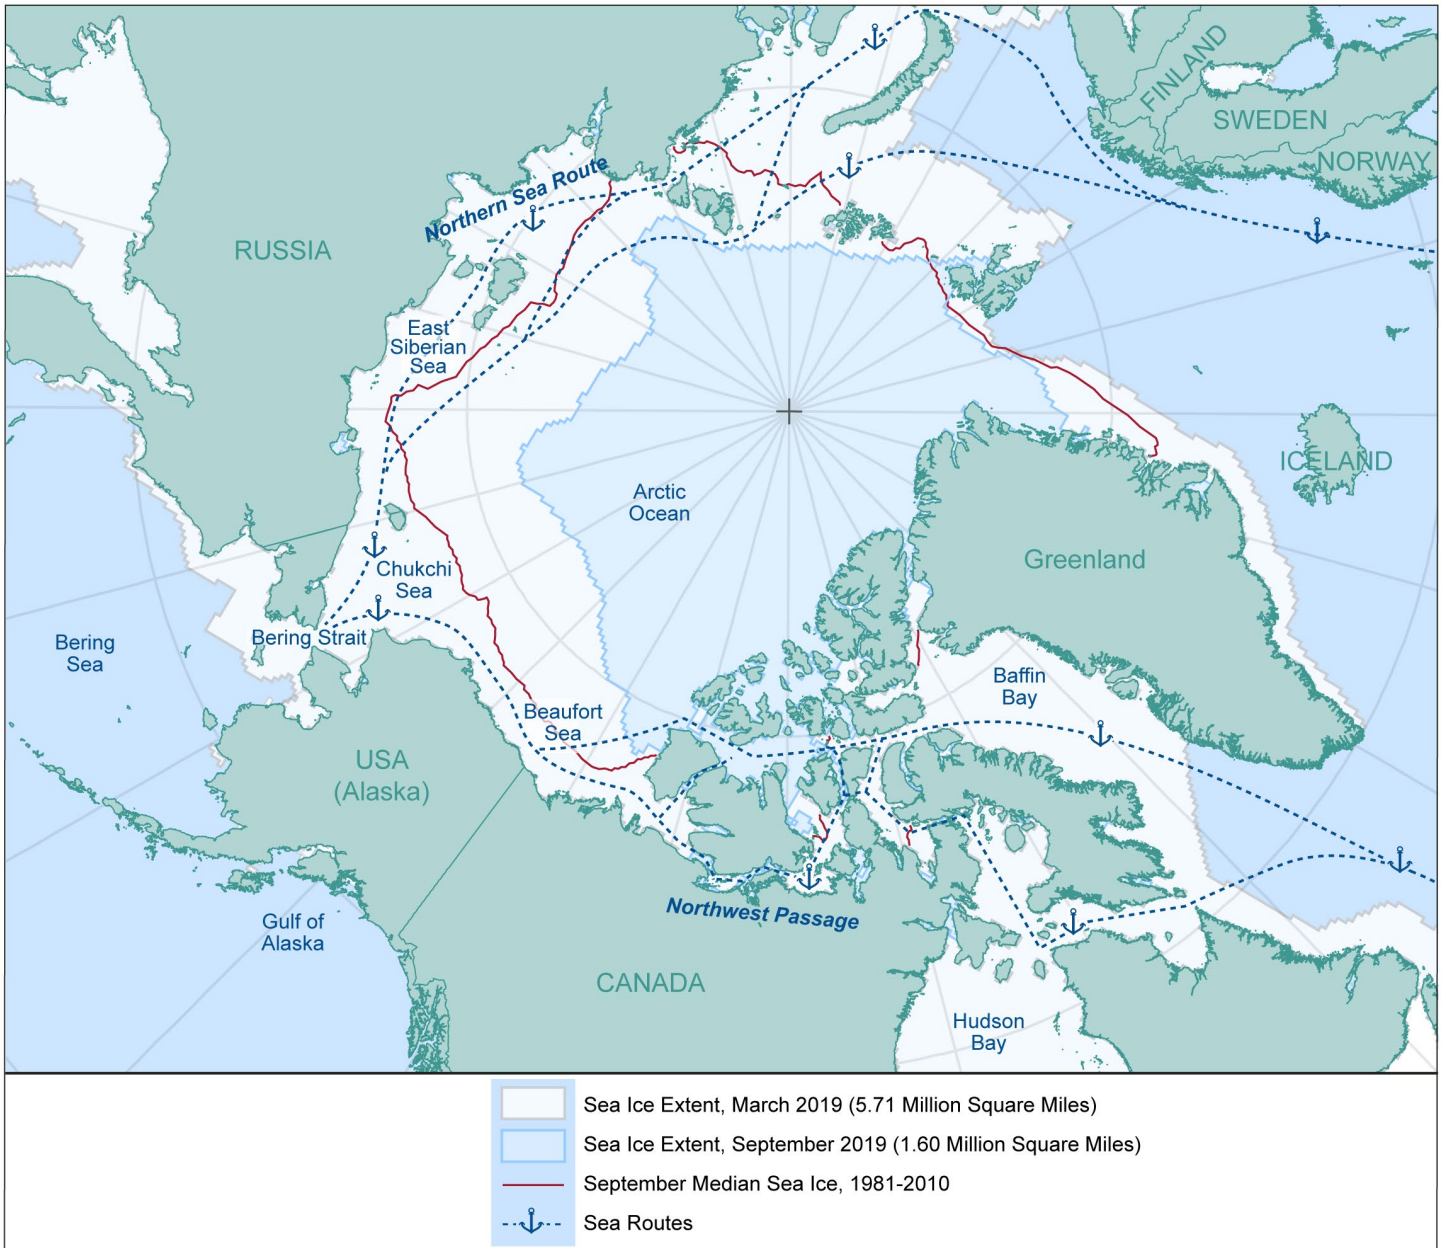 FINLAND
SWEDEN
NORWAY
Northern Sea Route
RUSSIA
East
Siberian
Sea
ICELAND
Arctic
Ocean
Greenland
Chukchi
Sea
Bering Strait
Bering
Sea
Baffin
Bay
Beaufort
Sea
USA
(Alaska)
Northwest Passage
Gulf of
Alaska
CANADA
Hudson
Bay
Sea Ice Extent, March 2019 (5.71 Million Square Miles)
Sea Ice Extent, September 2019 (1.60 Million Square Miles)
September Median Sea Ice, 1981-2010
Sea Routes